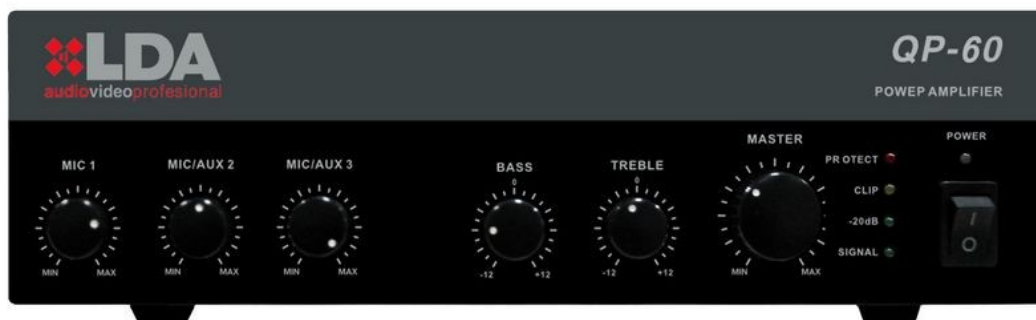 LDA
audiovideoprofesional
QP-60
POWEP AMPLIFIER
MIC 1
MIN MAX
MIC/AUX 2
MIN MAX
MIC/AUX 3
MIN MAX
BASS
0
-12 +12
TREBLE
0
-12 +12
MASTER
MIN MAX
PR OTECT
CLIP
-20dB
SIGNAL
POWER
I
O